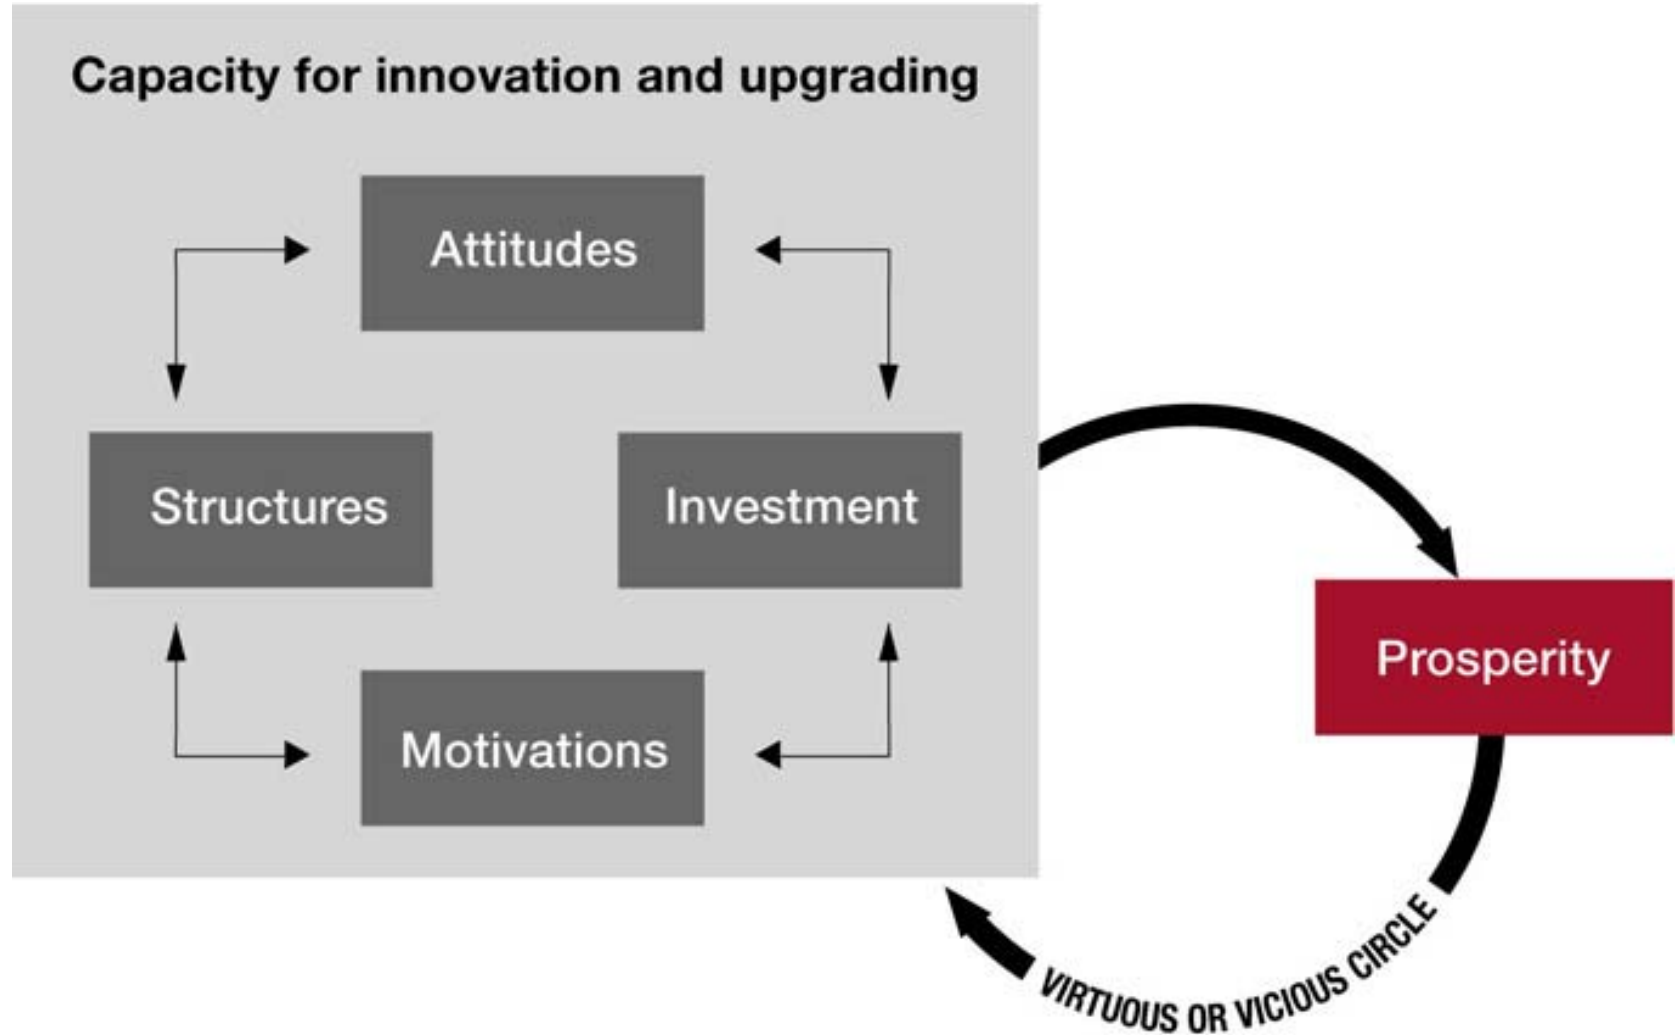 Capacity for innovation and upgrading
Attitudes
Structures
Investment
Motivations
Prosperity
VIRTUOUS OR VICIOUS CIRCLE